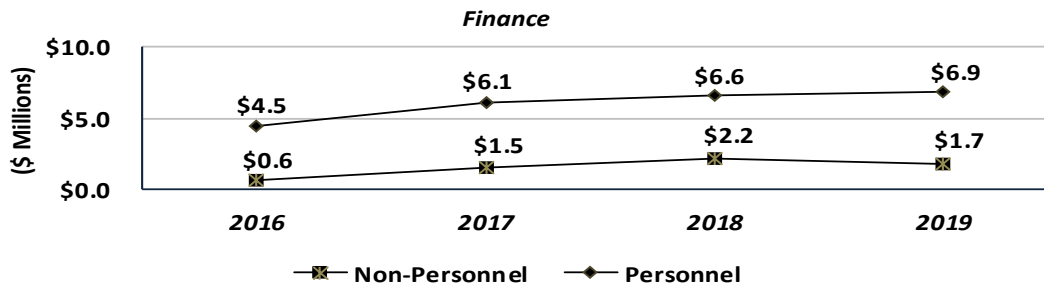 Finance
($ Millions)
$10.0
$5.0
$0.0
$4.5
$6.1
$6.6
$6.9
$0.6
$1.5
$2.2
$1.7
2016 2017 2018 2019
Non-Personnel Personnel